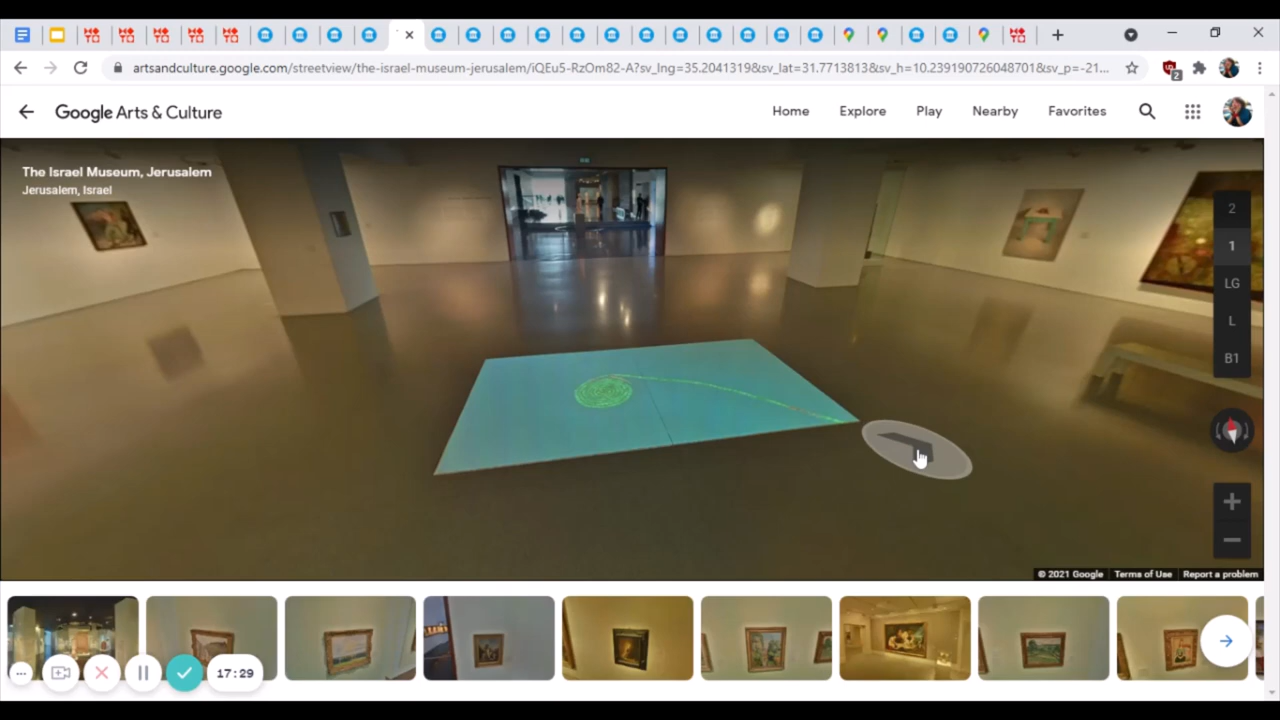 artsandculture.google.com/streetview/the-israel-museum-jerusalem/iQEu5-RzOm82-A?sv_lng=35.2041319&sv_lat=31.7713813&sv_h=10.239190726048701&sv_p=-21...
2
Google Arts & Culture
Home Explore Play Nearby Favorites
The Israel Museum, Jerusalem
Jerusalem, Israel
2
1
LG
L
B1
© 2021 Google Terms of Use Report a problem
17:29